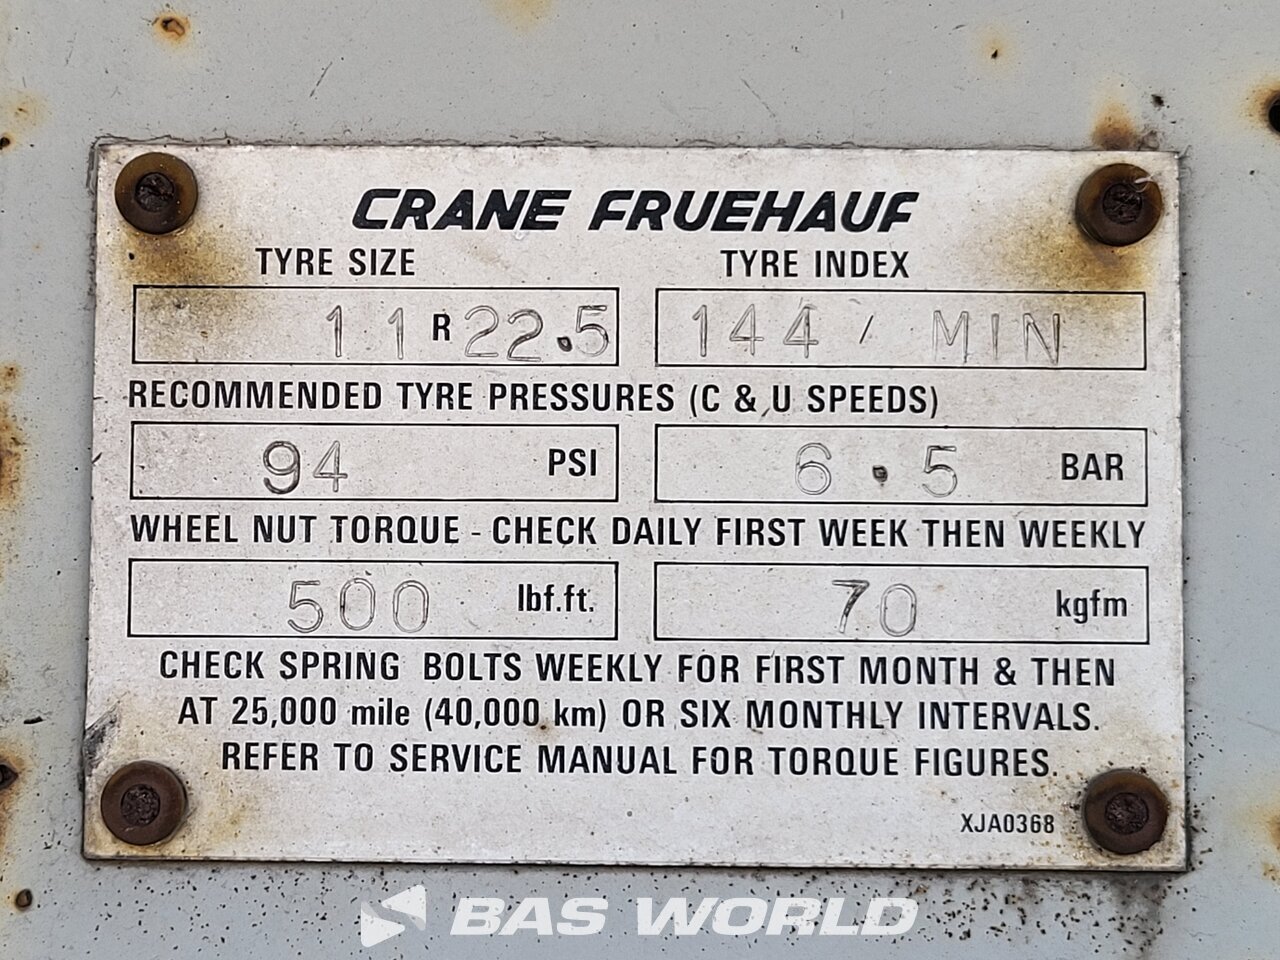 CRANE FRUEHAUF
TYRE SIZE TYRE INDEX
11 R 22.5 144 / MIN
RECOMMENDED TYRE PRESSURES (C & U SPEEDS)
94 PSI 6.5 BAR
WHEEL NUT TORQUE - CHECK DAILY FIRST WEEK THEN WEEKLY
500 lbf.ft. 70 kgfm
CHECK SPRING BOLTS WEEKLY FOR FIRST MONTH & THEN
AT 25,000 mile (40,000 km) OR SIX MONTHLY INTERVALS.
REFER TO SERVICE MANUAL FOR TORQUE FIGURES.
XJA0368
BAS WORLD